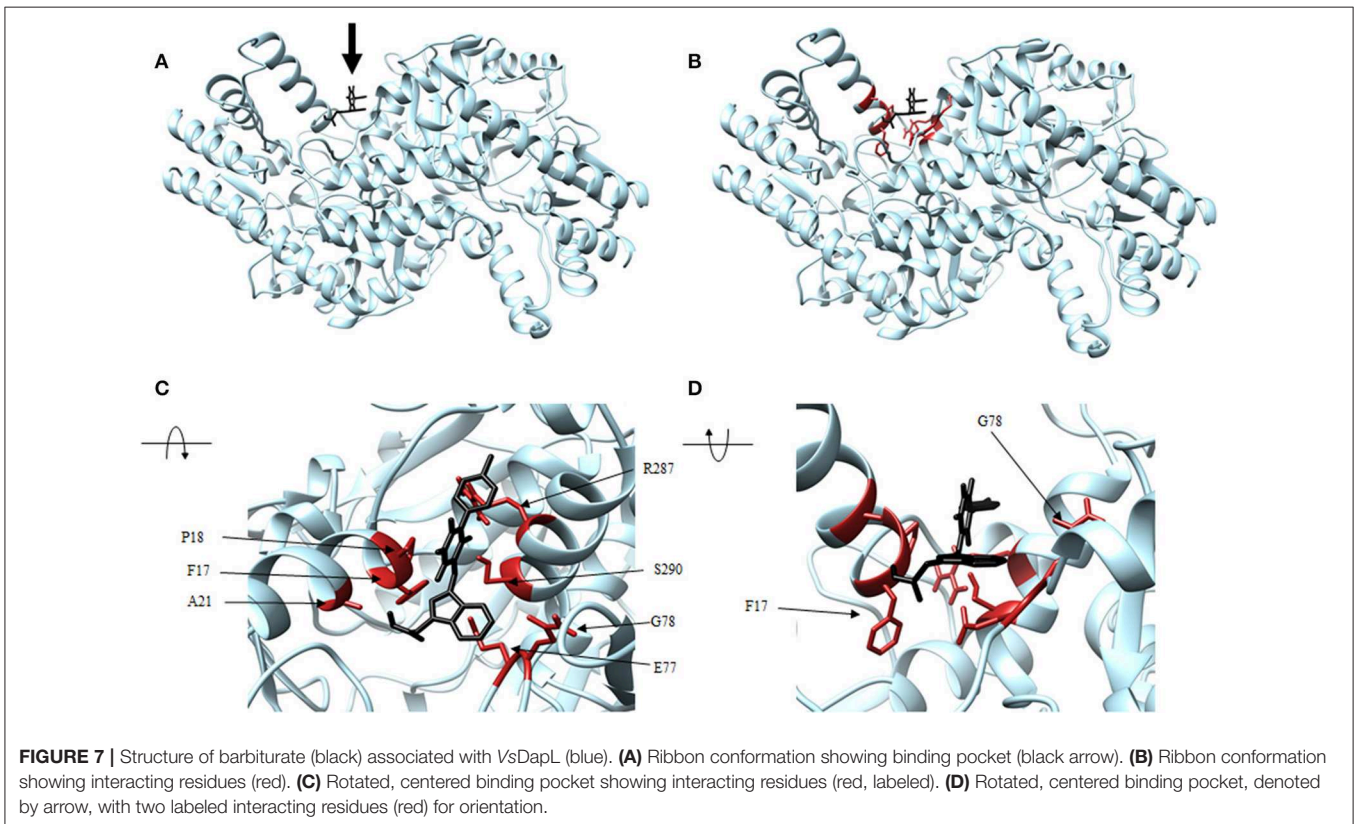 A
B
C
D
R287
P18
F17
A21
S290
G78
E77
G78
F17
FIGURE 7 | Structure of barbiturate (black) associated with VsDapL (blue). (A) Ribbon conformation showing binding pocket (black arrow). (B) Ribbon conformation
showing interacting residues (red). (C) Rotated, centered binding pocket showing interacting residues (red, labeled). (D) Rotated, centered binding pocket, denoted
by arrow, with two labeled interacting residues (red) for orientation.